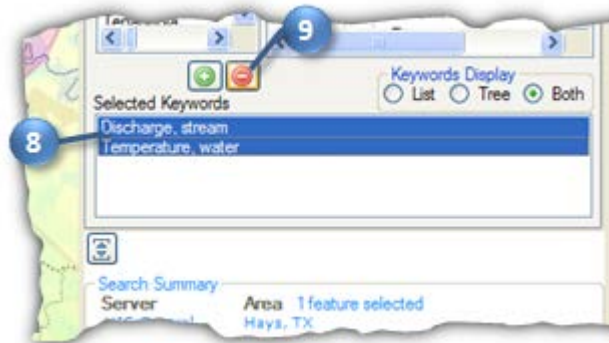 9
Keywords Display
List Tree Both
Selected Keywords
8
Discharge, stream
Temperature, water
Search Summary
Server Area 1 feature selected
Hays, TX